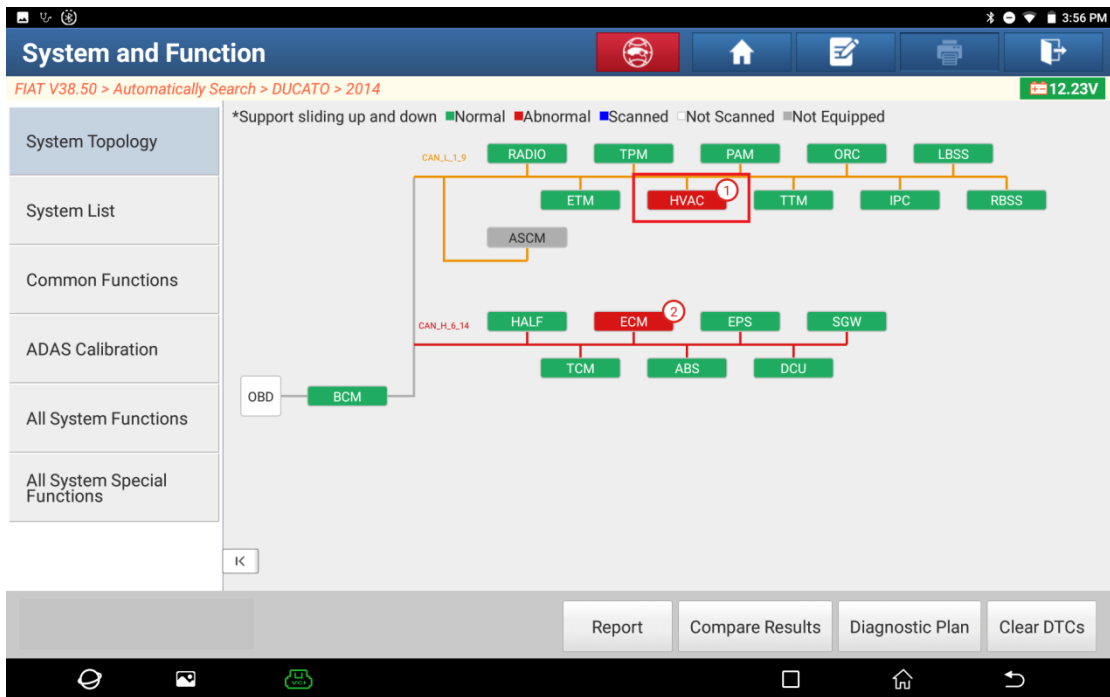 3:56 PM
System and Function
FIAT V38.50 > Automatically Search > DUCATO > 2014
12.23V
System Topology
System List
Common Functions
ADAS Calibration
All System Functions
All System Special
Functions
*Support sliding up and down Normal Abnormal Scanned Not Scanned Not Equipped
CAN_L_1_9 RADIO TPM PAM ORC LBSS
ETM HVAC 1 TTM IPC RBSS
ASCM
CAN_H_6_14 HALF ECM 2 EPS SGW
TCM ABS DCU
OBD BCM
Report Compare Results Diagnostic Plan Clear DTCs
VCI